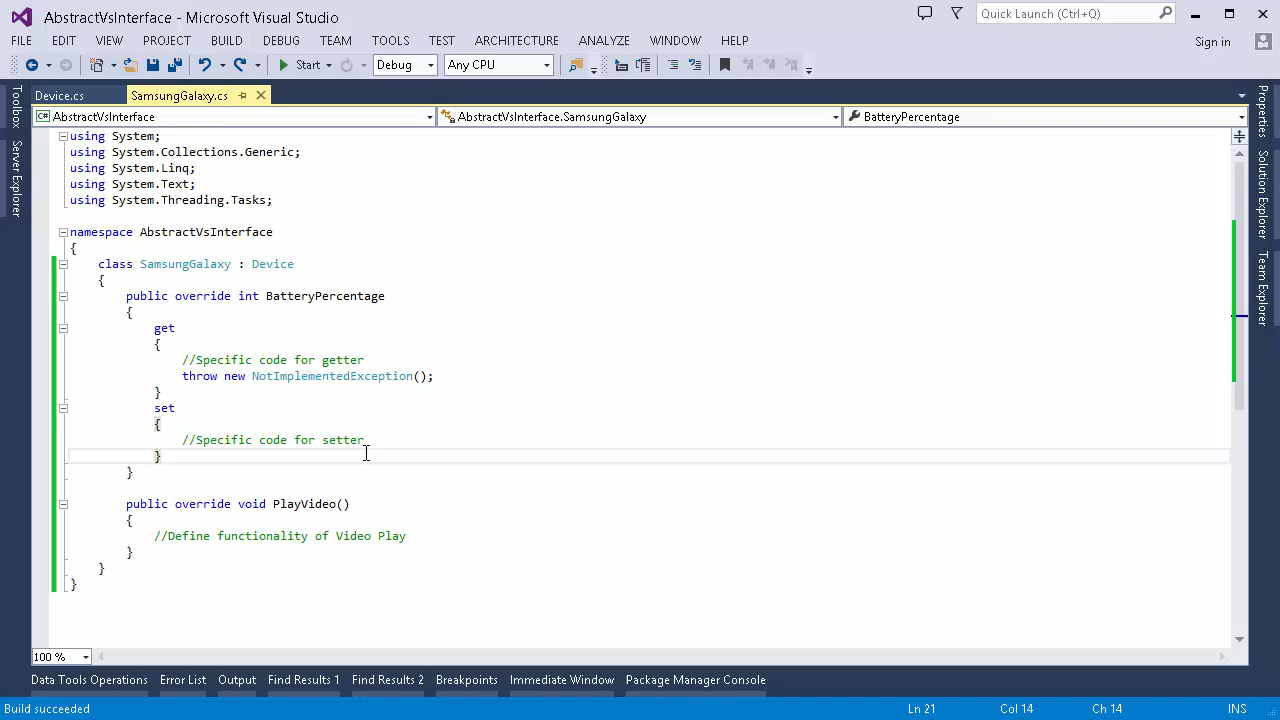 AbstractVsInterface - Microsoft Visual Studio
Quick Launch (Ctrl+Q)
FILE EDIT VIEW PROJECT BUILD DEBUG TEAM TOOLS TEST ARCHITECTURE ANALYZE WINDOW HELP
Sign in
Start Debug Any CPU
Device.cs SamsungGalaxy.cs
AbstractVsInterface AbstractVsInterface.SamsungGalaxy BatteryPercentage
Toolbox
Server Explorer
Properties
Solution Explorer
Team Explorer
using System;
using System.Collections.Generic;
using System.Linq;
using System.Text;
using System.Threading.Tasks;
namespace AbstractVsInterface
{
class SamsungGalaxy : Device
{
public override int BatteryPercentage
{
get
{
//Specific code for getter
throw new NotImplementedException();
}
set
{
//Specific code for setter
}
}
public override void PlayVideo()
{
//Define functionality of Video Play
}
}
}
100 %
Data Tools Operations Error List Output Find Results 1 Find Results 2 Breakpoints Immediate Window Package Manager Console
Build succeeded Ln 21 Col 14 Ch 14 INS